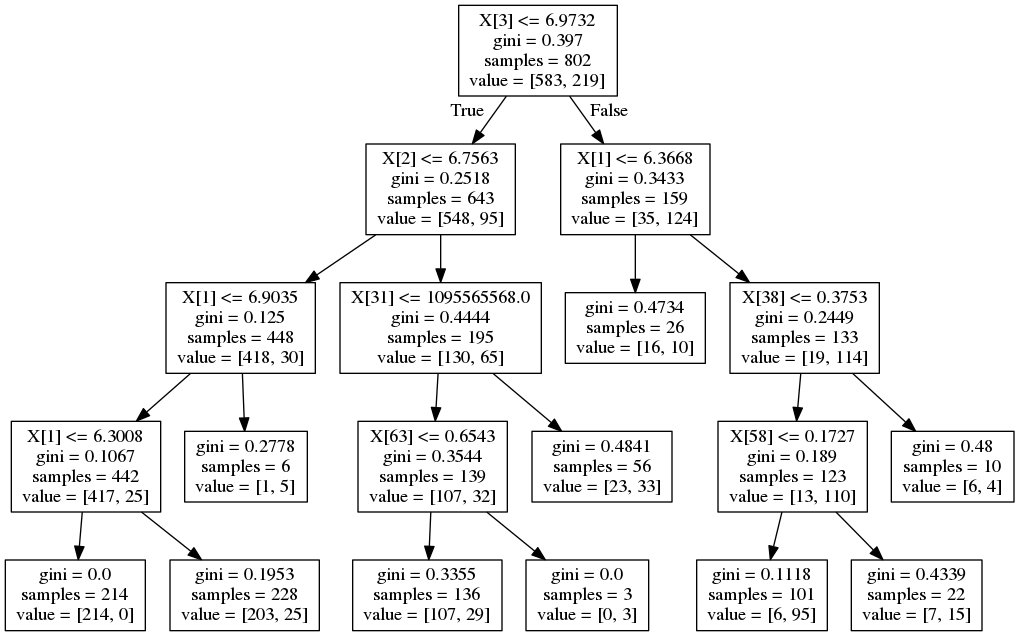 X[3] <= 6.9732
gini = 0.397
samples = 802
value = [583, 219]
True
False
X[2] <= 6.7563
gini = 0.2518
samples = 643
value = [548, 95]
X[1] <= 6.3668
gini = 0.3433
samples = 159
value = [35, 124]
X[1] <= 6.9035
gini = 0.125
samples = 448
value = [418, 30]
X[31] <= 1095565568.0
gini = 0.4444
samples = 195
value = [130, 65]
gini = 0.4734
samples = 26
value = [16, 10]
X[38] <= 0.3753
gini = 0.2449
samples = 133
value = [19, 114]
X[1] <= 6.3008
gini = 0.1067
samples = 442
value = [417, 25]
gini = 0.2778
samples = 6
value = [1, 5]
X[63] <= 0.6543
gini = 0.3544
samples = 139
value = [107, 32]
gini = 0.4841
samples = 56
value = [23, 33]
X[58] <= 0.1727
gini = 0.189
samples = 123
value = [13, 110]
gini = 0.48
samples = 10
value = [6, 4]
gini = 0.0
samples = 214
value = [214, 0]
gini = 0.1953
samples = 228
value = [203, 25]
gini = 0.3355
samples = 136
value = [107, 29]
gini = 0.0
samples = 3
value = [0, 3]
gini = 0.1118
samples = 101
value = [6, 95]
gini = 0.4339
samples = 22
value = [7, 15]